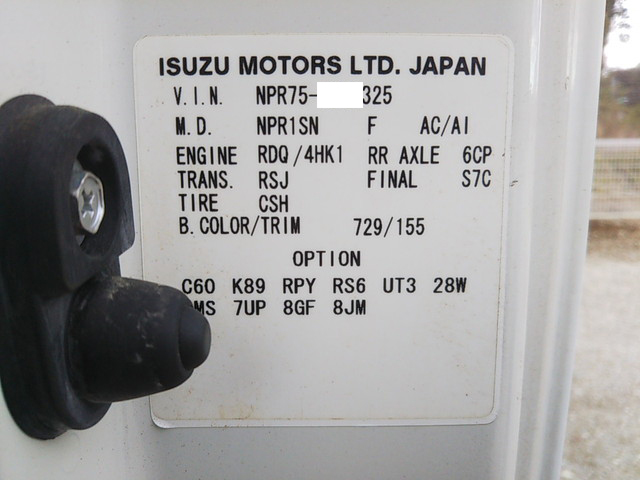 ISUZU MOTORS LTD. JAPAN
V.I.N. NPR75- 325
M.D. NPR1SN F AC/AI
ENGINE RDQ/4HK1 RR AXLE 6CP
TRANS. RSJ FINAL S7C
TIRE CSH
B.COLOR/TRIM 729/155
OPTION
C60 K89 RPY RS6 UT3 28W
7UP 8GF 8JM